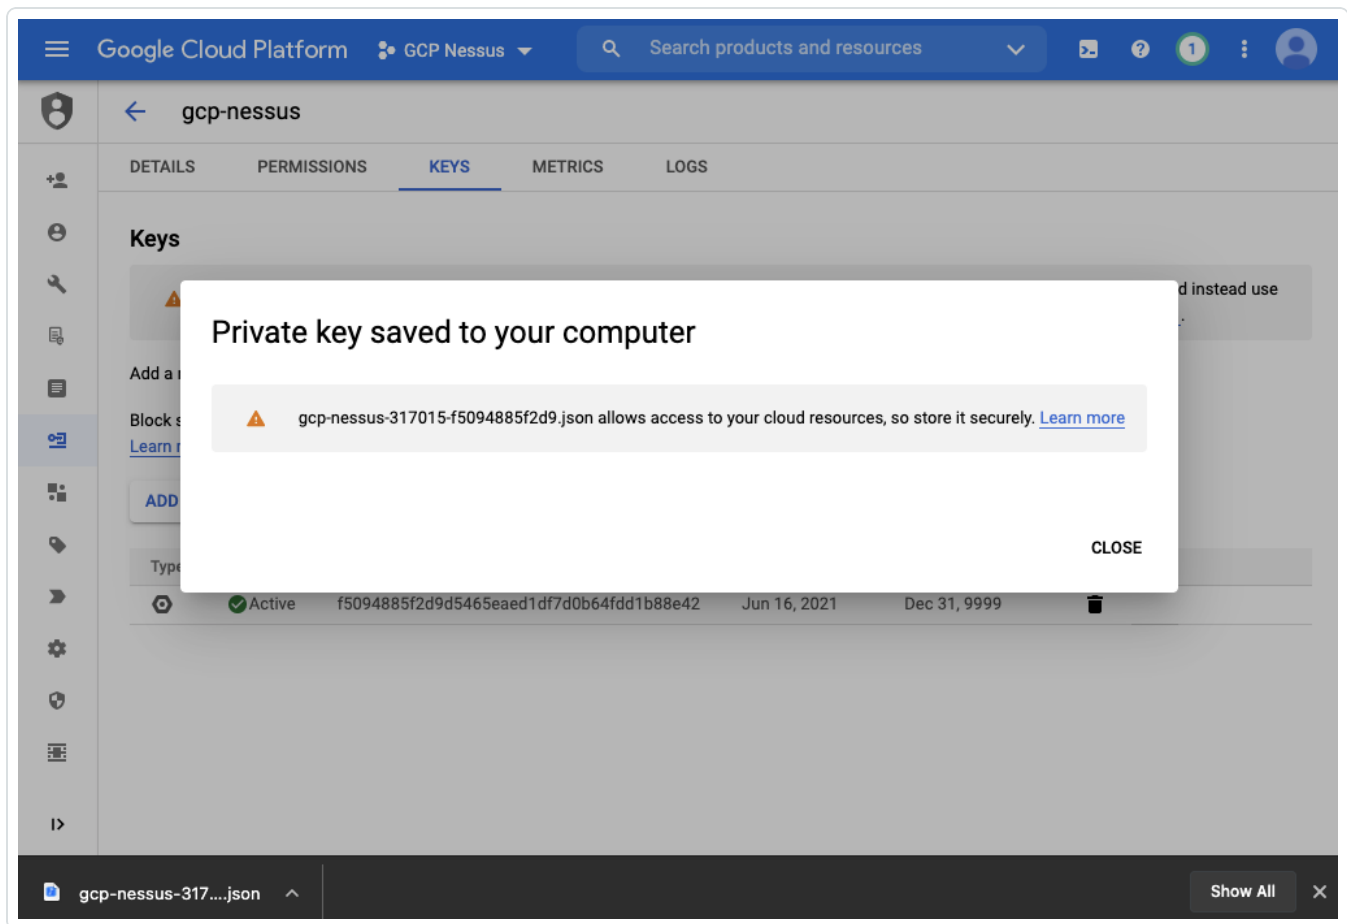 Google Cloud Platform GCP Nessus Search products and resources 1
gcp-nessus
DETAILS PERMISSIONS KEYS METRICS LOGS
Keys
d instead use
Private key saved to your computer
Add a
gcp-nessus-317015-f5094885f2d9.json allows access to your cloud resources, so store it securely. Learn more
Block s
Learn
ADD
CLOSE
Type
Active f5094885f2d9d5465eaed1df7d0b64fdd1b88e42 Jun 16, 2021 Dec 31, 9999
gcp-nessus-317....json Show All